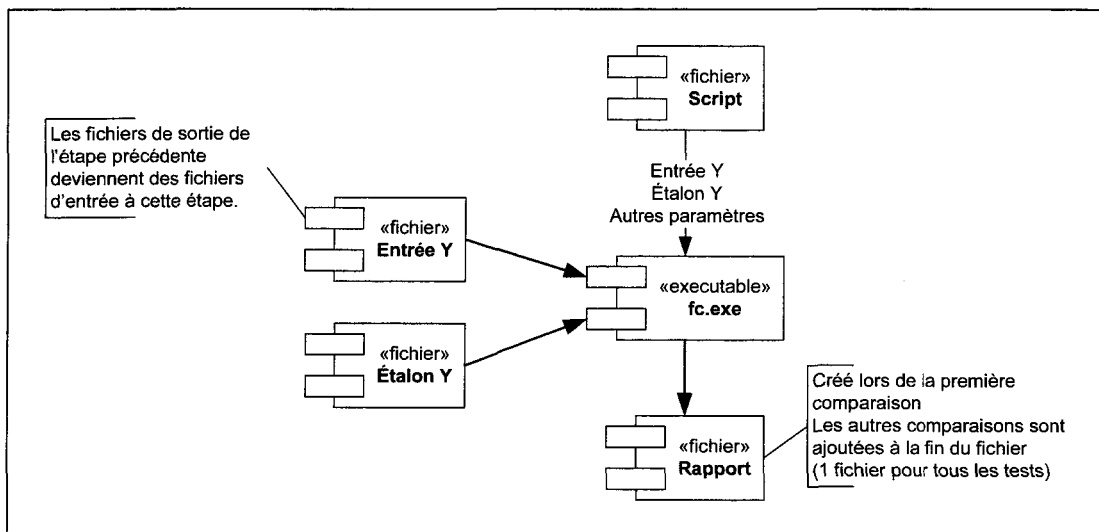 «fichier»
Script
Les fichiers de sortie de
l'étape précédente
deviennent des fichiers
d'entrée à cette étape.
Entrée Y
Étalon Y
Autres paramètres
«fichier»
Entrée Y
«executable»
fc.exe
«fichier»
Étalon Y
Créé lors de la première
comparaison
Les autres comparaisons sont
ajoutées à la fin du fichier
(1 fichier pour tous les tests)
«fichier»
Rapport